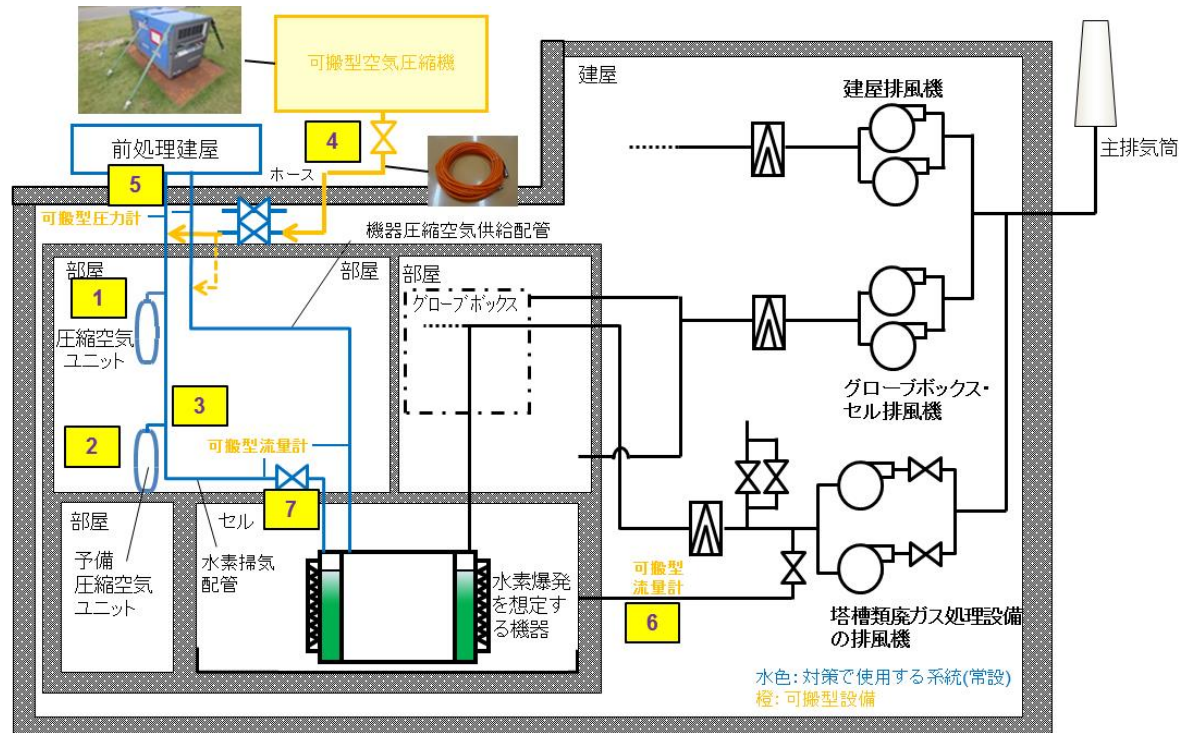 可搬型空気圧縮機
建屋
建屋排風機
主排気筒
4
前処理建屋
ホース
5
可搬型圧力計
機器圧縮空気供給配管
部屋
部屋
部屋
グローブボックス
1
圧縮空気
ユニット
グローブボックス・
セル排風機
3
2
可搬型流量計
7
部屋
セル
予備
圧縮空気
ユニット
水素掃気
配管
水素爆発
を想定す
る機器
可搬型
流量計
6
塔槽類廃ガス処理設備
の排風機
水色:対策で使用する系統(常設)
橙:可搬型設備